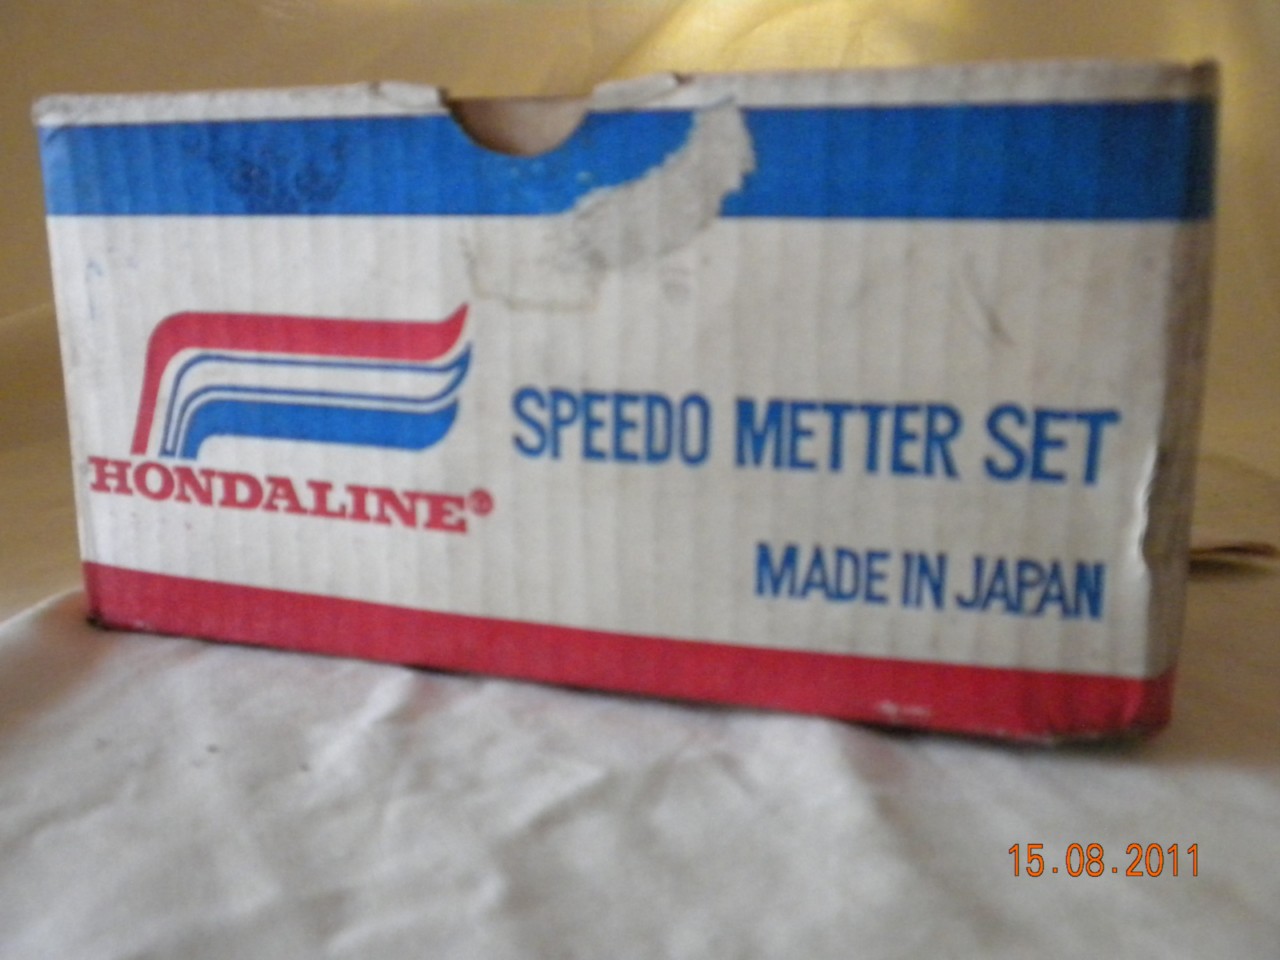 HONDALINE®
SPEEDO METTER SET
MADE IN JAPAN
15.08.2011